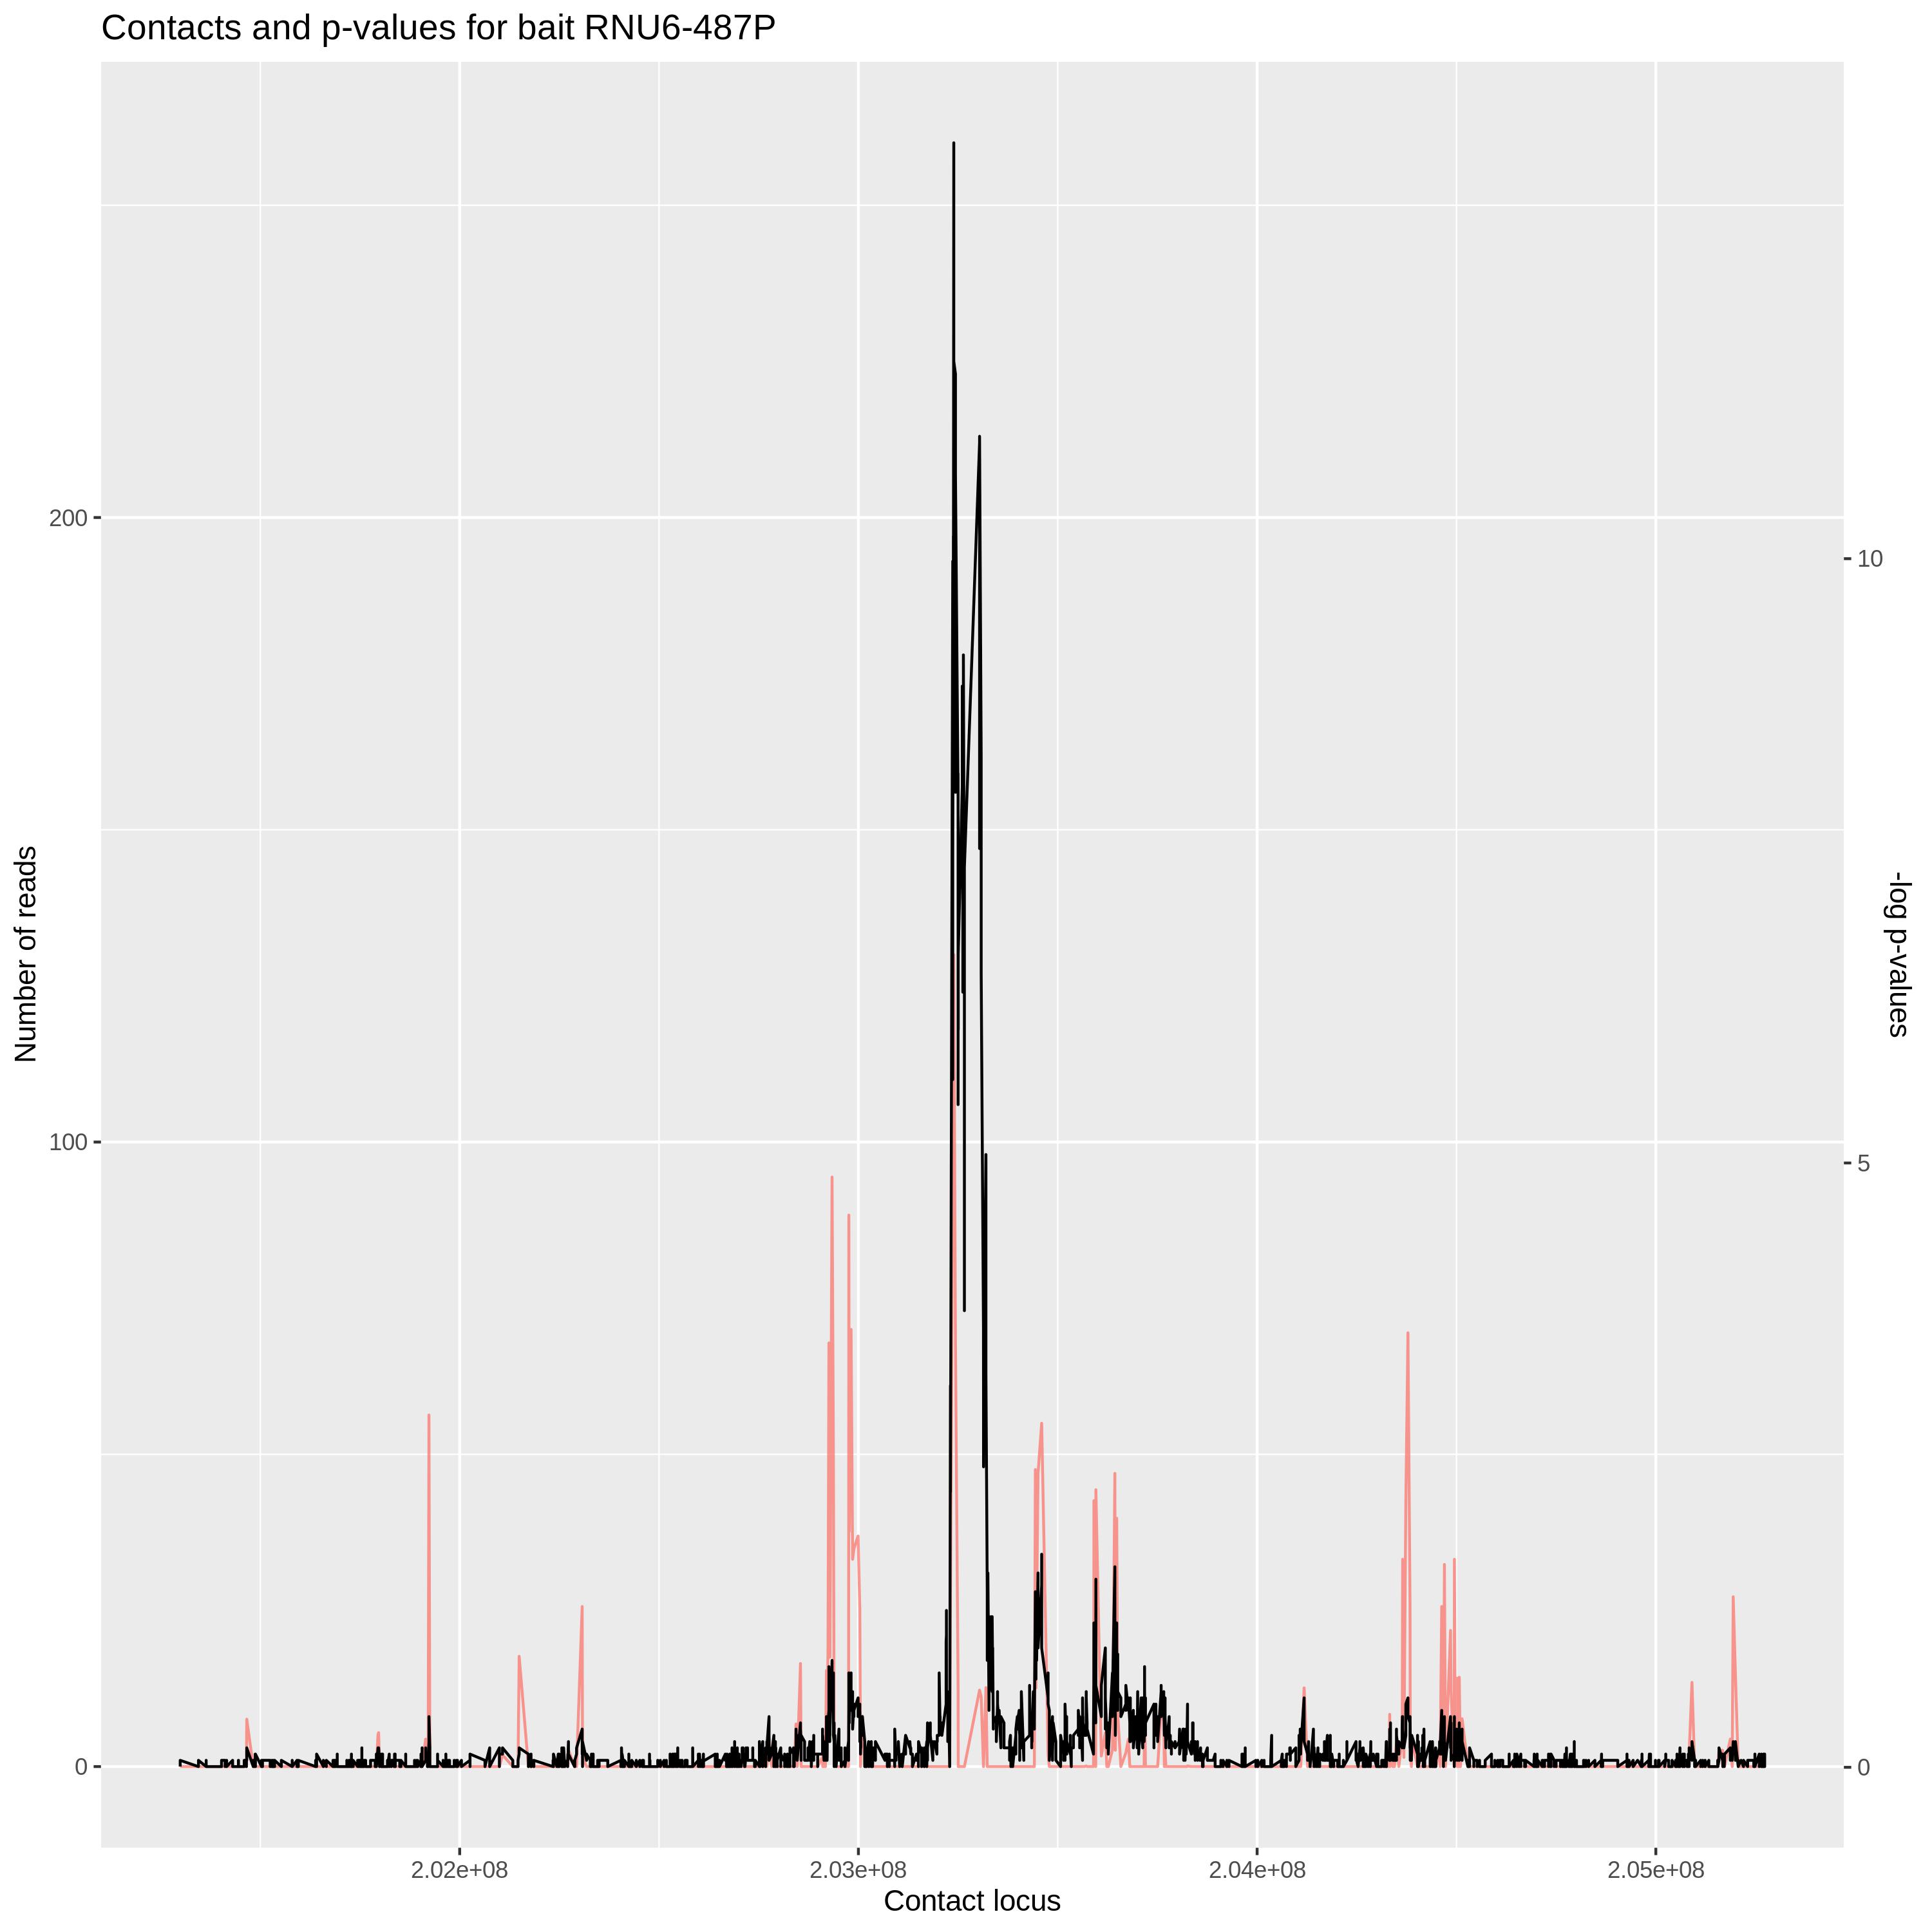 Contacts and p-values for bait RNU6-487P
Number of reads
200
100
0
10
5
0
-log p-values
2.02e+08
2.03e+08
2.04e+08
2.05e+08
Contact locus